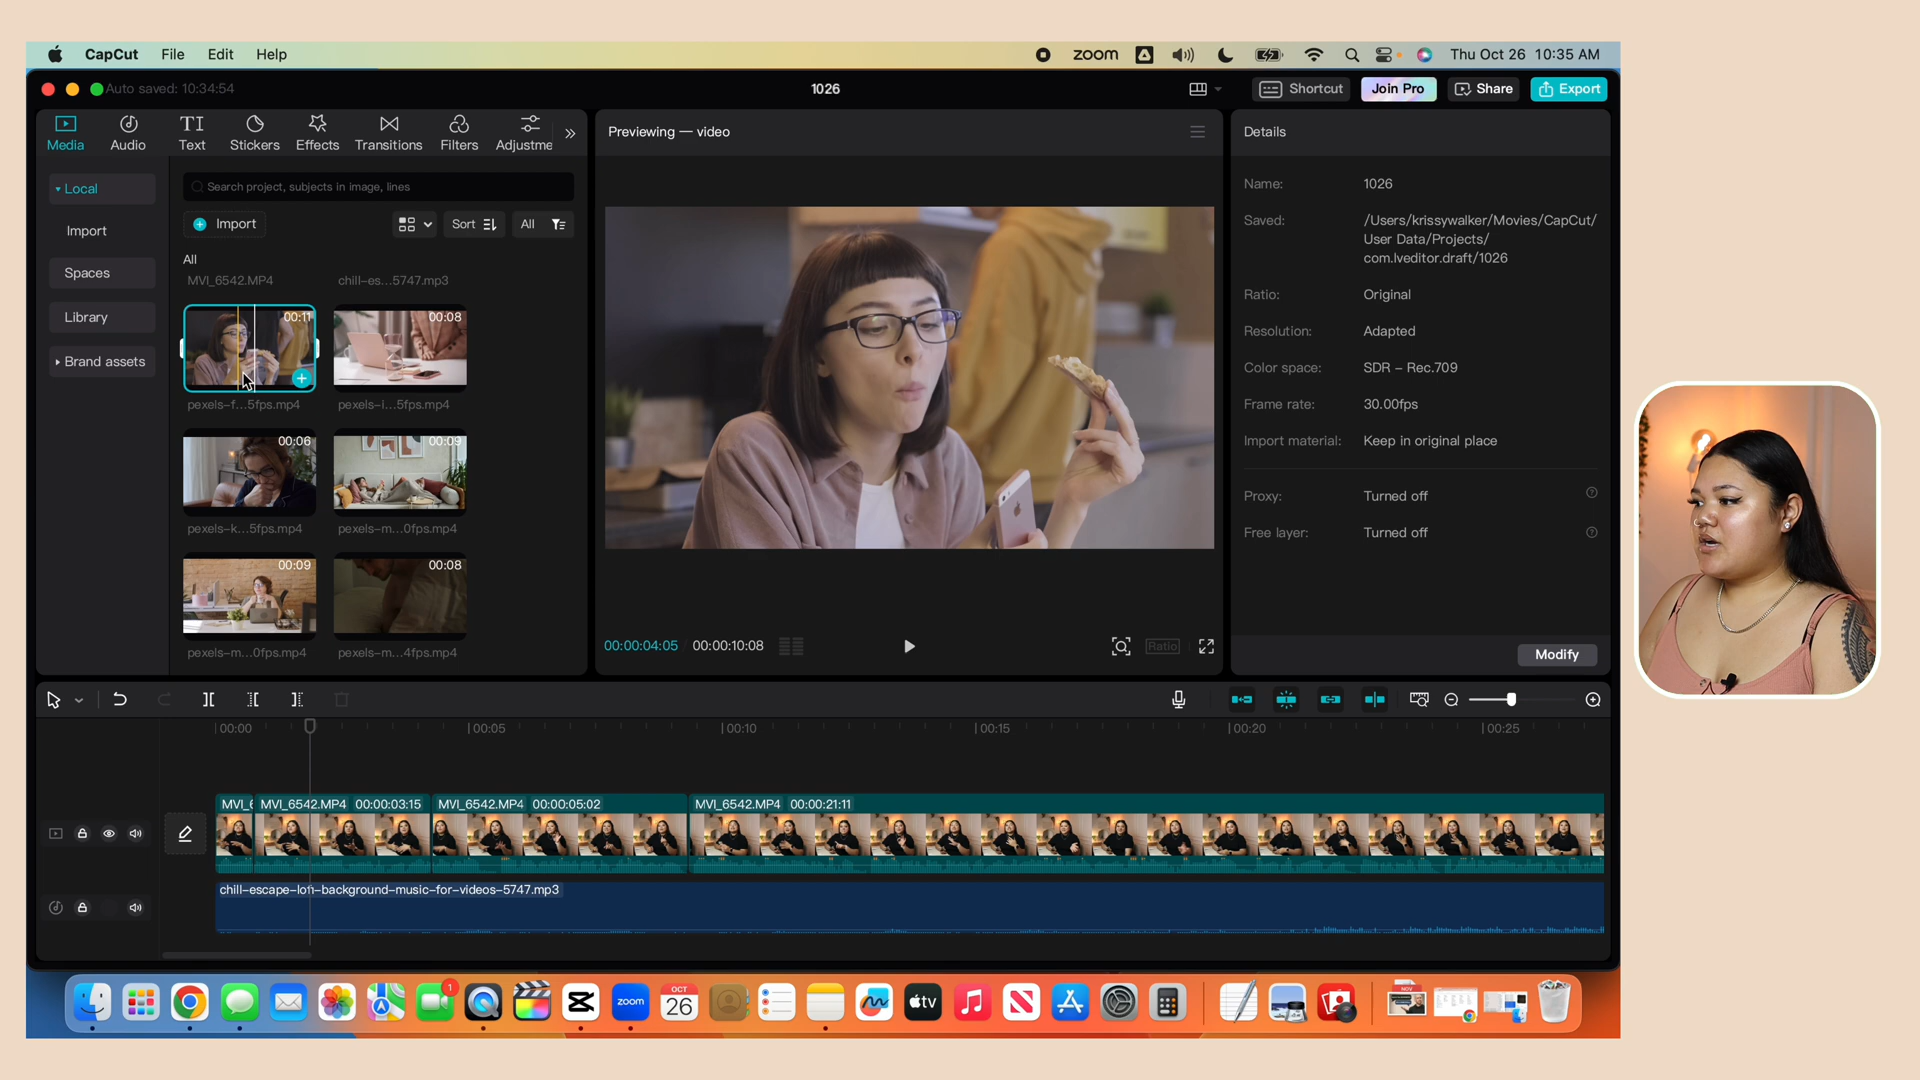 CapCut File Edit Help
zoom Thu Oct 26 10:35 AM
Auto saved: 10:34:54
1026
Shortcut Join Pro Share Export
Media Audio Text Stickers Effects Transitions Filters Adjustme
TI
Previewing — video
Details
Local
Import
Spaces
Library
Brand assets
Search project, subjects in image, lines
Import
Sort All
All
MVI_6542.MP4 chill-es...5747.mp3
00:11 00:08
pexels-f...5fps.mp4 pexels-i...5fps.mp4
00:06 00:09
pexels-k...5fps.mp4 pexels-m...0fps.mp4
00:09 00:08
pexels-m...0fps.mp4 pexels-m...4fps.mp4
00:00:04:05 00:00:10:08
Ratio
Name: 1026
Saved: /Users/krissywalker/Movies/CapCut/
User Data/Projects/
com.lveditor.draft/1026
Ratio: Original
Resolution: Adapted
Color space: SDR – Rec.709
Frame rate: 30.00fps
Import material: Keep in original place
Proxy: Turned off
Free layer: Turned off
Modify
00:00 00:05 00:10 00:15 00:20 00:25
MVI_6 MVI_6542.MP4 00:00:03:15 MVI_6542.MP4 00:00:05:02 MVI_6542.MP4 00:00:21:11
chill-escape-lofi-background-music-for-videos-5747.mp3
1
zoom
OCT
26
tv
NOV